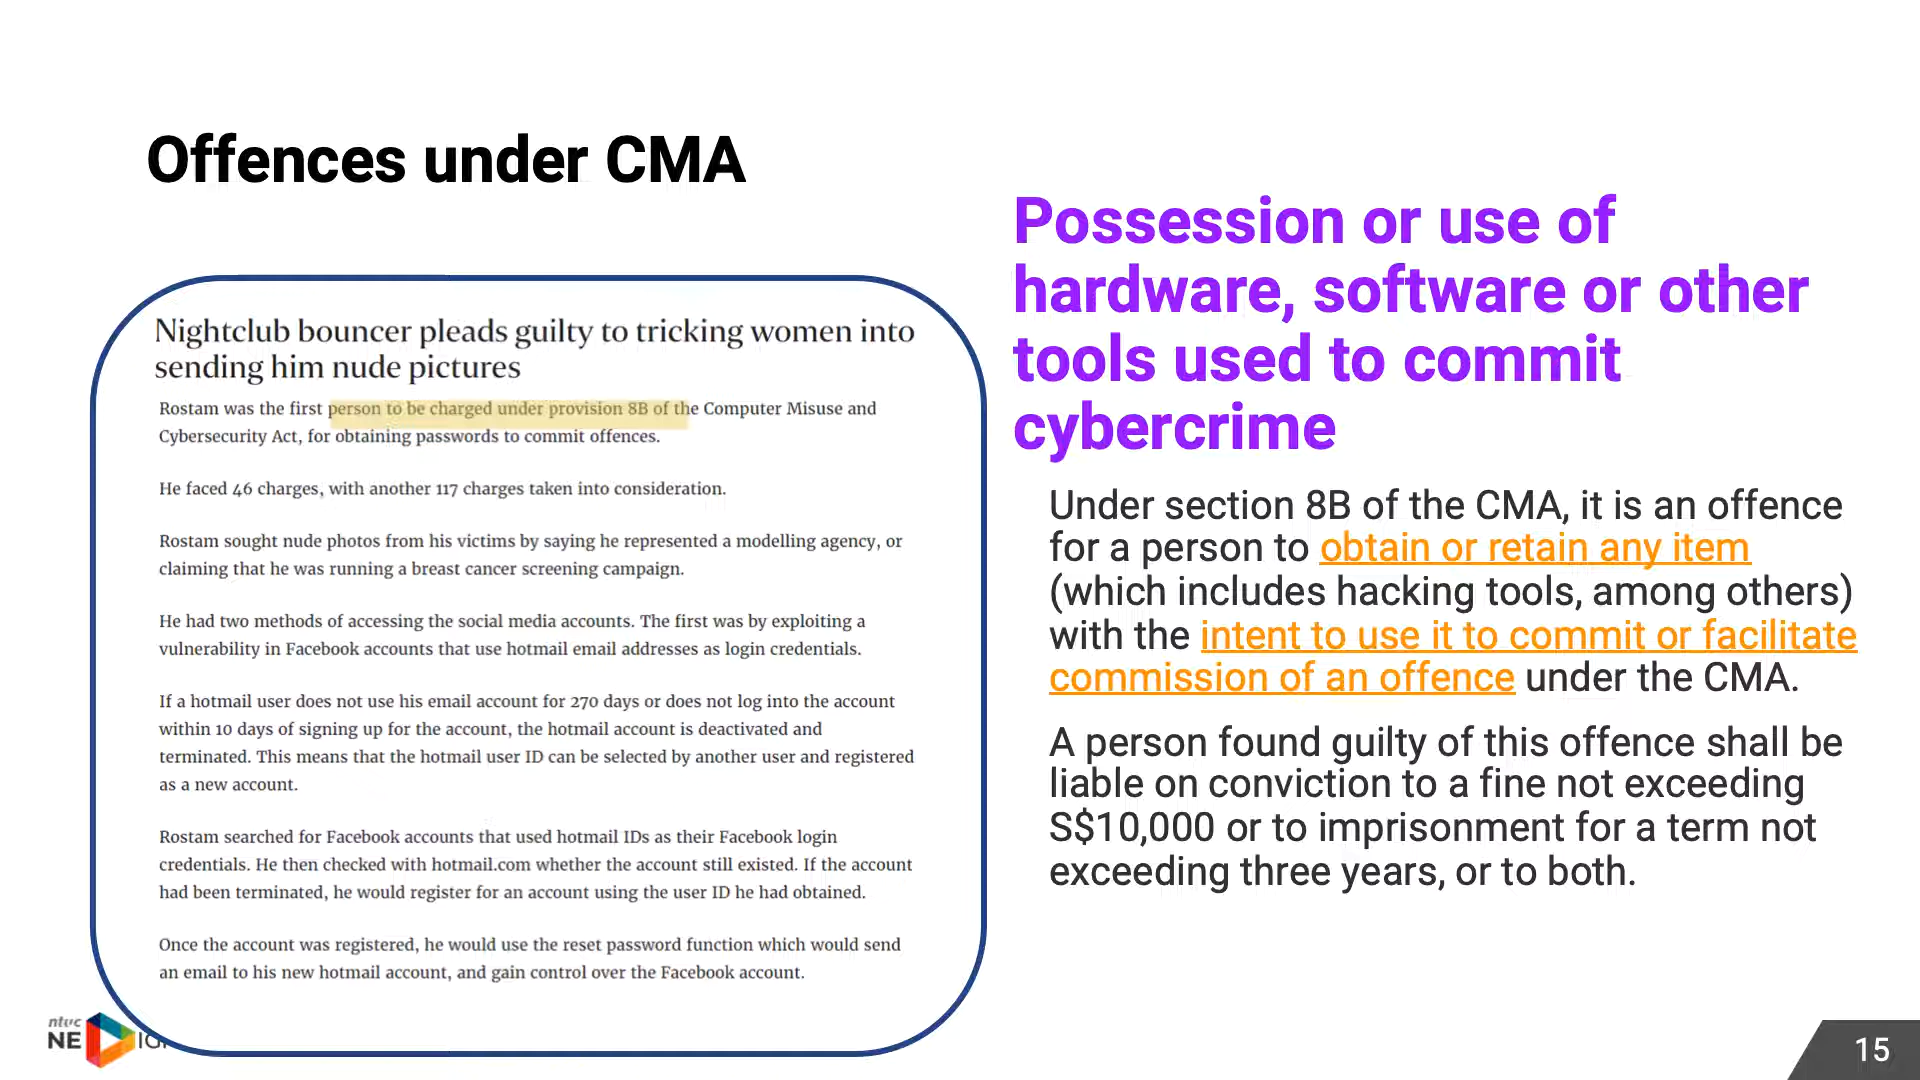 Offences under CMA
Nightclub bouncer pleads guilty to tricking women into
sending him nude pictures
Rostam was the first person to be charged under provision 8B of the Computer Misuse and
Cybersecurity Act, for obtaining passwords to commit offences.
He faced 46 charges, with another 117 charges taken into consideration.
Rostam sought nude photos from his victims by saying he represented a modelling agency, or
claiming that he was running a breast cancer screening campaign.
He had two methods of accessing the social media accounts. The first was by exploiting a
vulnerability in Facebook accounts that use hotmail email addresses as login credentials.
If a hotmail user does not use his email account for 270 days or does not log into the account
within 10 days of signing up for the account, the hotmail account is deactivated and
terminated. This means that the hotmail user ID can be selected by another user and registered
as a new account.
Rostam searched for Facebook accounts that used hotmail IDs as their Facebook login
credentials. He then checked with hotmail.com whether the account still existed. If the account
had been terminated, he would register for an account using the user ID he had obtained.
Once the account was registered, he would use the reset password function which would send
an email to his new hotmail account, and gain control over the Facebook account.
Possession or use of
hardware, software or other
tools used to commit
cybercrime
Under section 8B of the CMA, it is an offence
for a person to obtain or retain any item
(which includes hacking tools, among others)
with the intent to use it to commit or facilitate
commission of an offence under the CMA.
A person found guilty of this offence shall be
liable on conviction to a fine not exceeding
S$10,000 or to imprisonment for a term not
exceeding three years, or to both.
ntuc
NE
15